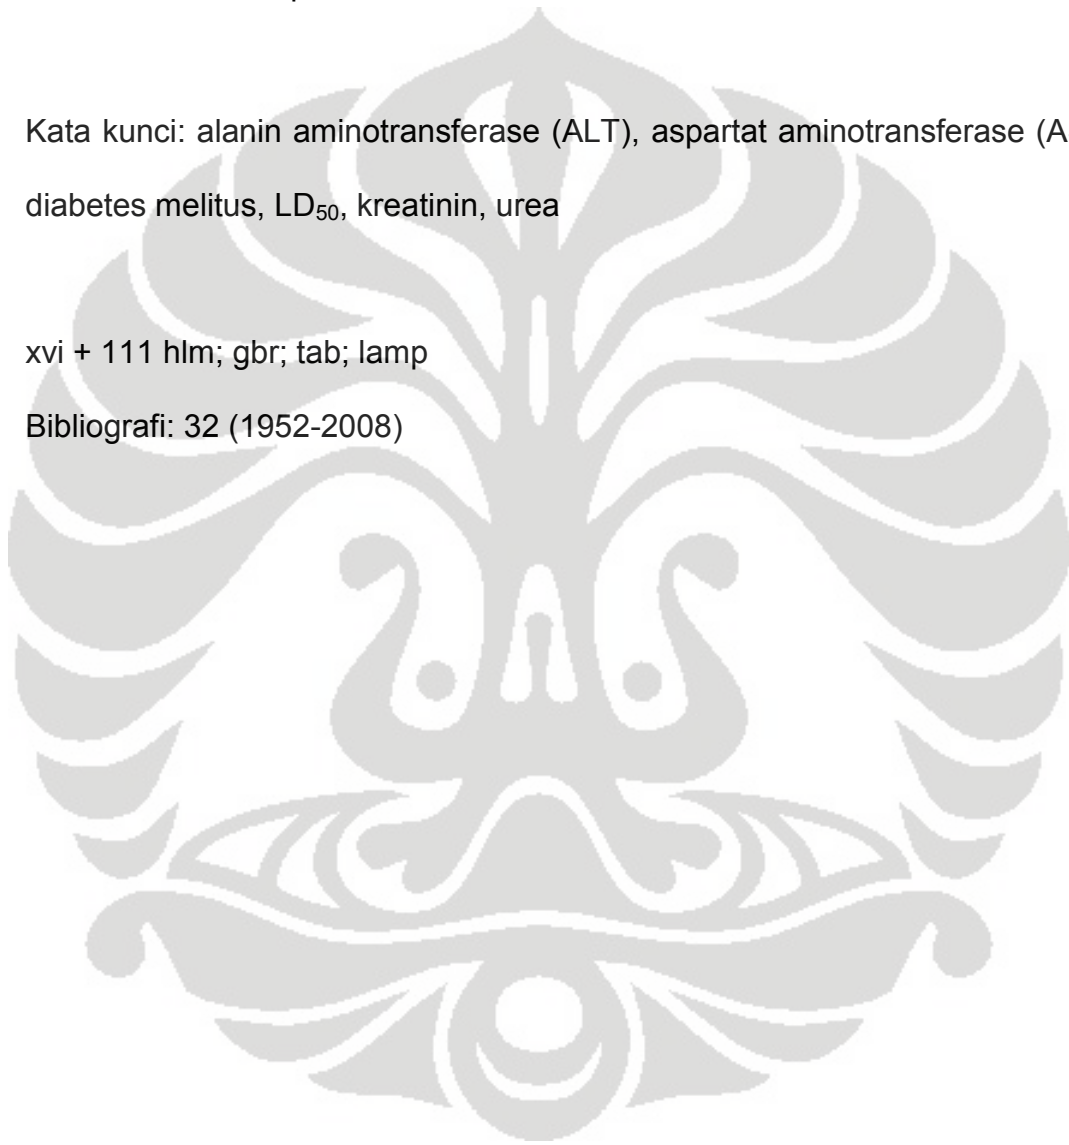 Kata kunci: alanin aminotransferase (ALT), aspartat aminotransferase (A
diabetes melitus, LD₅₀, kreatinin, urea
xvi + 111 hlm; gbr; tab; lamp
Bibliografi: 32 (1952-2008)